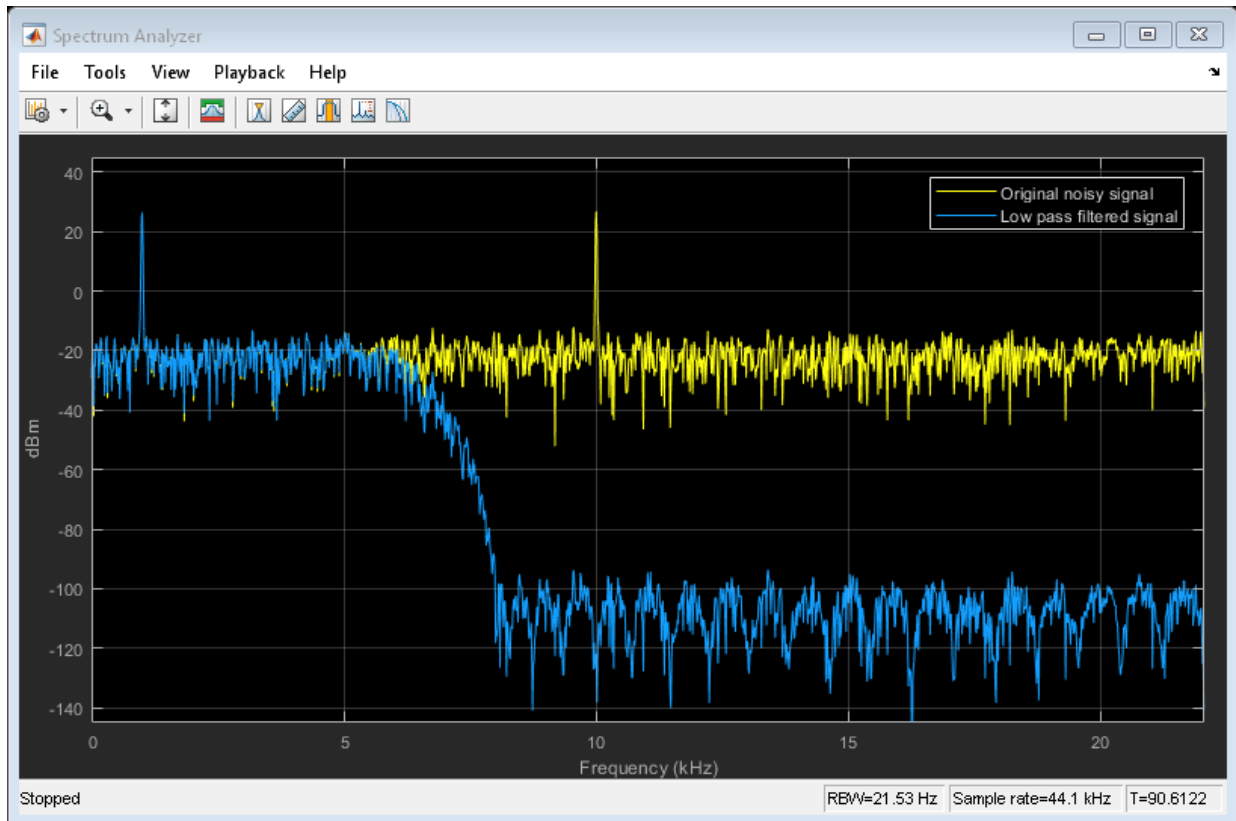 Spectrum Analyzer
File Tools View Playback Help
Original noisy signal
Low pass filtered signal
40
20
0
-20
-40
-60
-80
-100
-120
-140
dBm
0 5 10 15 20
Frequency (kHz)
Stopped RBW=21.53 Hz Sample rate=44.1 kHz T=90.6122